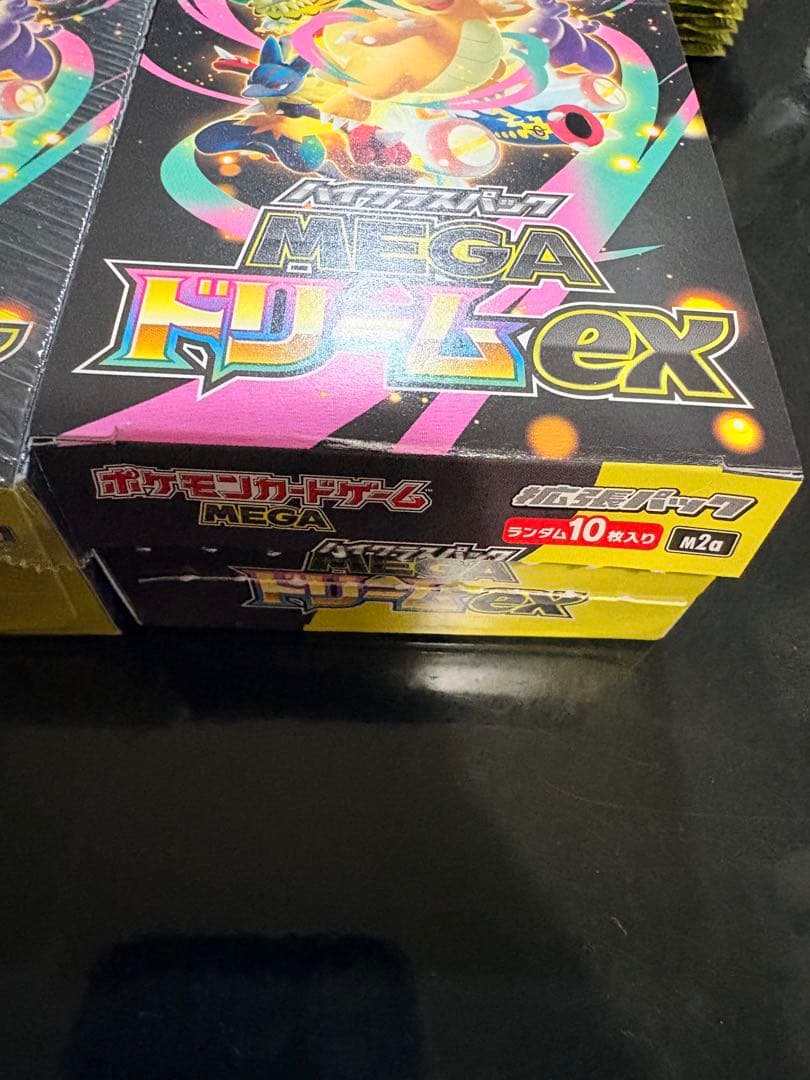 ハイクラスパック
MEGA
ドリームex
ポケモンカードゲーム
MEGA
拡張パック
ランダム10枚入り
M2a
ハイクラスパック
MEGA
ドリームex